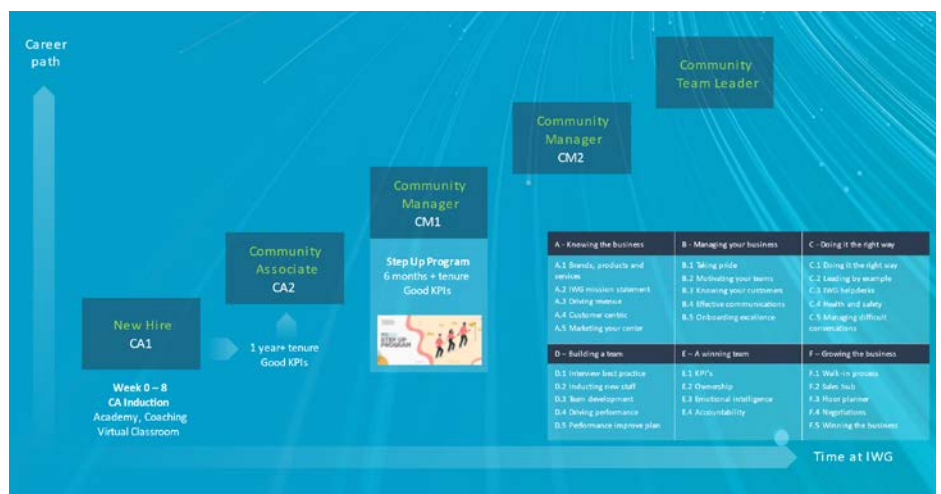 Career
path
Community
Team Leader
Community
Manager
CM2
Community
Manager
CM1
Step Up Program
6 months + tenure
Good KPIs
STEP UP
PROGRAM
Community
Associate
CA2
1 year+ tenure
Good KPIs
New Hire
CA1
Week 0 – 8
CA Induction
Academy, Coaching
Virtual Classroom
A - Knowing the business
A.1 Brands, products and
services
A.2 IWG mission statement
A.3 Driving revenue
A.4 Customer centric
A.5 Marketing your center
B - Managing your business
B.1 Taking pride
B.2 Motivating your teams
B.3 Knowing your customers
B.4 Effective communications
B.5 Onboarding excellence
C - Doing it the right way
C.1 Doing it the right way
C.2 Leading by example
C.3 IWG helpdesks
C.4 Health and safety
C.5 Managing difficult
conversations
D – Building a team
D.1 Interview best practice
D.2 Inducting new staff
D.3 Team development
D.4 Driving performance
D.5 Performance improve plan
E – A winning team
E.1 KPI's
E.2 Ownership
E.3 Emotional intelligence
E.4 Accountability
F – Growing the business
F.1 Walk-in process
F.2 Sales hub
F.3 Floor planner
F.4 Negotiations
F.5 Winning the business
Time at IWG